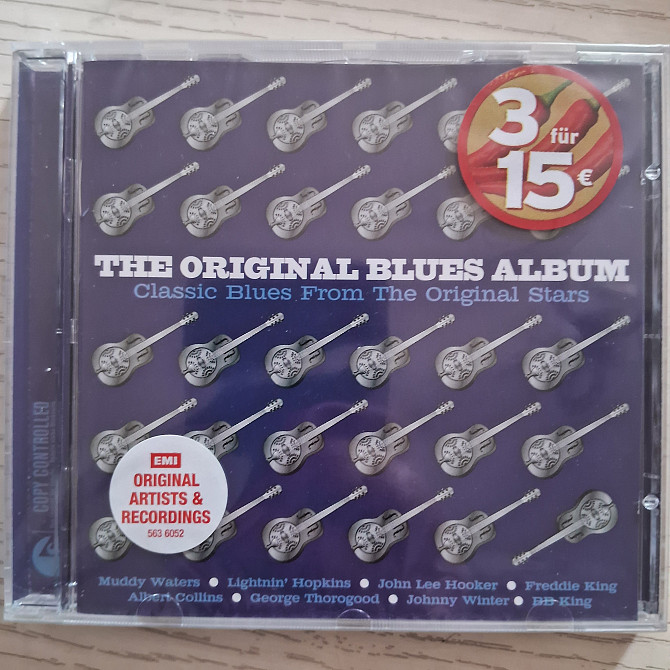 3 für
15€
THE ORIGINAL BLUES ALBUM
Classic Blues From The Original Stars
COPY CONTROLLED
EMI
ORIGINAL
ARTISTS &
RECORDINGS
563 6052
Muddy Waters ● Lightnin' Hopkins ● John Lee Hooker ● Freddie King
Albert Collins ● George Thorogood ● Johnny Winter ● BB King